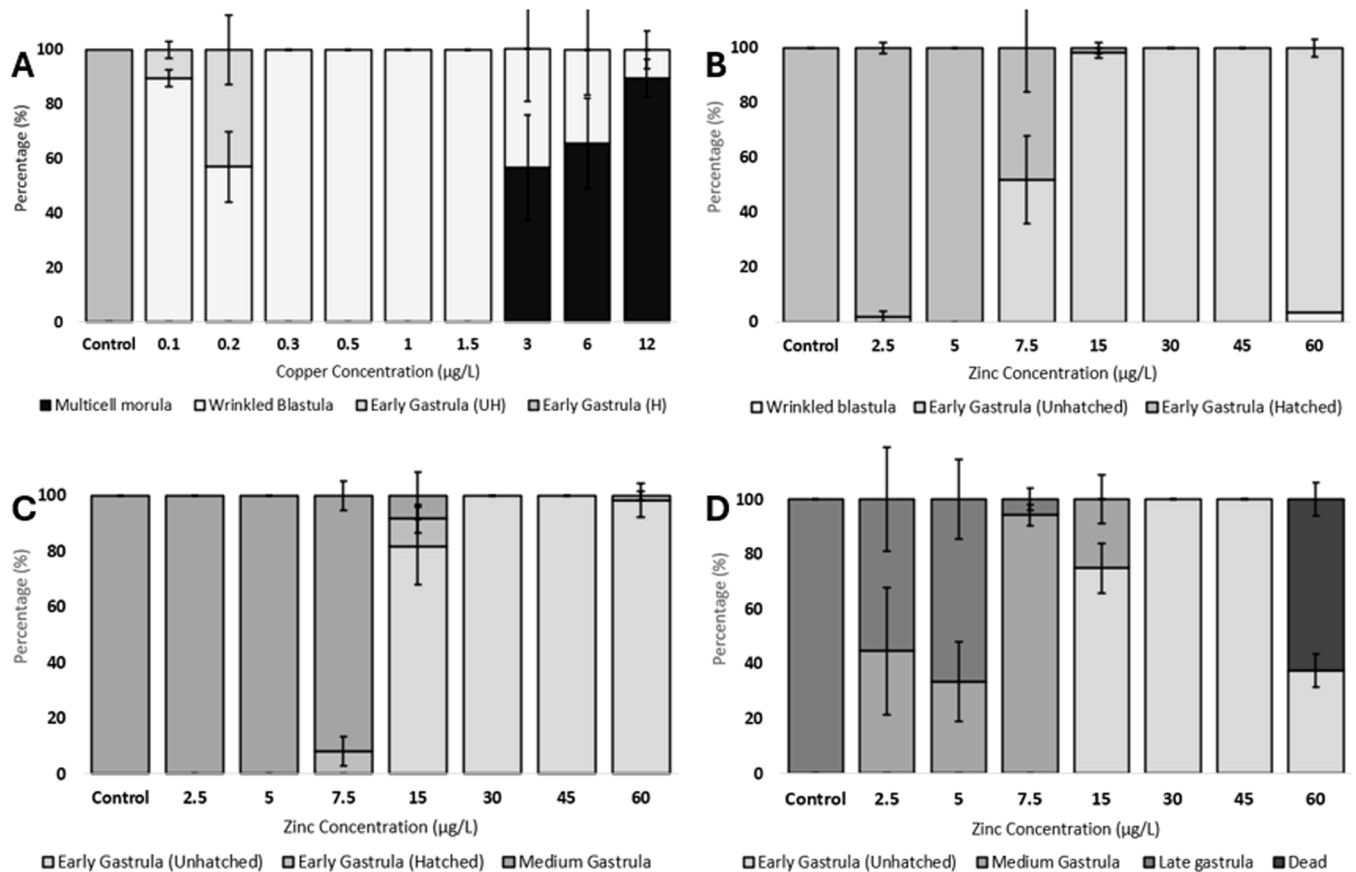 A
Percentage (%)
100
80
60
40
20
0
Control 0.1 0.2 0.3 0.5 1 1.5 3 6 12
Copper Concentration (µg/L)
Multicell morula Wrinkled Blastula Early Gastrula (UH) Early Gastrula (H)
B
Percentage (%)
100
80
60
40
20
0
Control 2.5 5 7.5 15 30 45 60
Zinc Concentration (µg/L)
Wrinkled blastula Early Gastrula (Unhatched) Early Gastrula (Hatched)
C
Percentage (%)
100
80
60
40
20
0
Control 2.5 5 7.5 15 30 45 60
Zinc Concentration (µg/L)
Early Gastrula (Unhatched) Early Gastrula (Hatched) Medium Gastrula
D
Percentage (%)
100
80
60
40
20
0
Control 2.5 5 7.5 15 30 45 60
Zinc Concentration (µg/L)
Early Gastrula (Unhatched) Medium Gastrula Late gastrula Dead